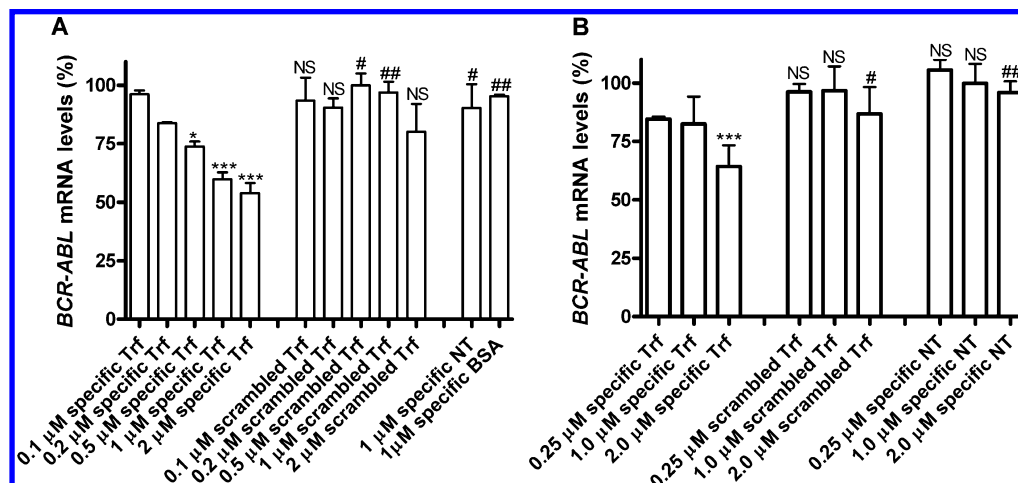 A
BCR-ABL mRNA levels (%)
100
75
50
25
0
*
***
***
NS
NS
#
##
NS
#
##
0.1 µM specific Trf
0.2 µM specific Trf
0.5 µM specific Trf
1 µM specific Trf
2 µM specific Trf
0.1 µM scrambled Trf
0.2 µM scrambled Trf
0.5 µM scrambled Trf
1 µM scrambled Trf
2 µM scrambled Trf
1 µM specific NT
1µM specific BSA
B
BCR-ABL mRNA levels (%)
100
75
50
25
0
***
NS
NS
#
NS
NS
##
0.25 µM specific Trf
1.0 µM specific Trf
2.0 µM specific Trf
0.25 µM scrambled Trf
1.0 µM scrambled Trf
2.0 µM scrambled Trf
0.25 µM specific NT
1.0 µM specific NT
2.0 µM specific NT